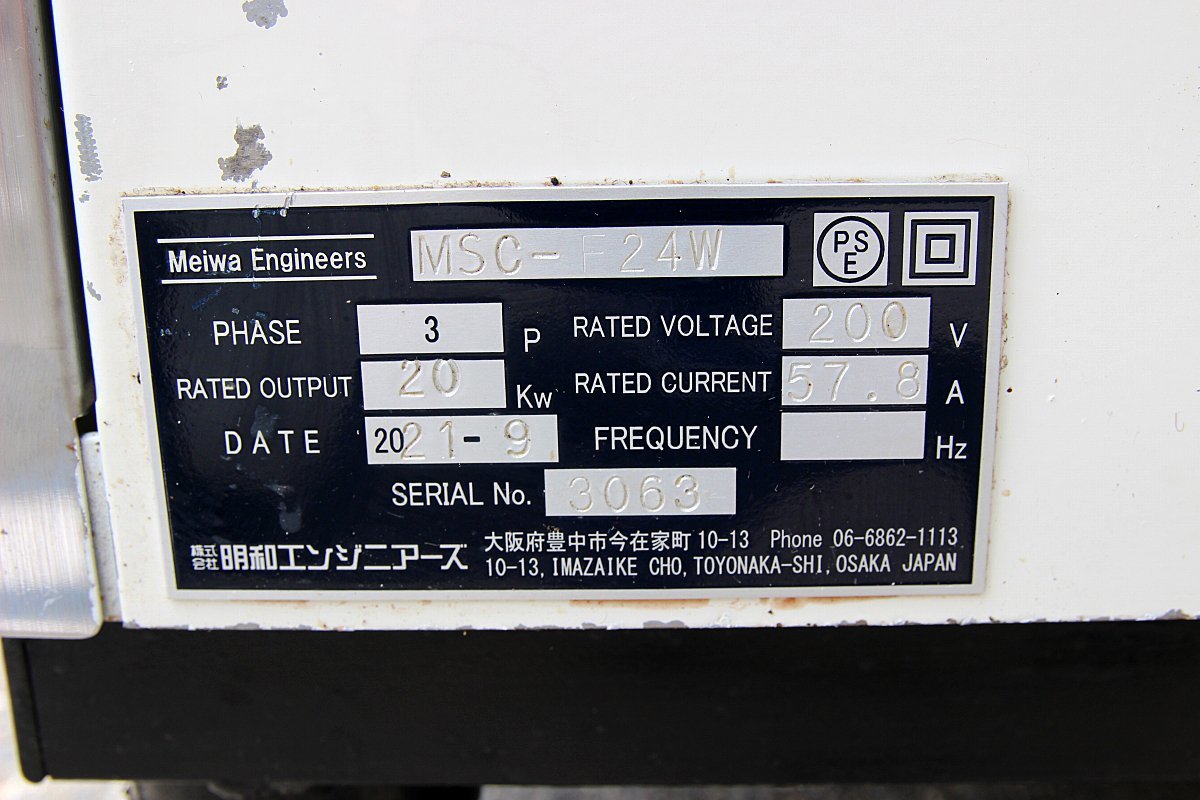 Meiwa Engineers MSC-F24W PSE
PHASE 3 P RATED VOLTAGE 200 V
RATED OUTPUT 20 Kw RATED CURRENT 57.8 A
DATE 2021-9 FREQUENCY Hz
SERIAL No. 3063
株式会社 明和エンジニアーズ 大阪府豊中市今在家町10-13 Phone 06-6862-1113
10-13, IMAZAIKE CHO, TOYONAKA-SHI, OSAKA JAPAN